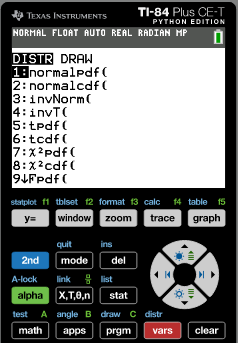 TEXAS INSTRUMENTS TI-84 Plus CE-T
PYTHON EDITION
NORMAL FLOAT AUTO REAL RADIAN MP
DISTR DRAW
1:normalpdf(
2:normalcdf(
3:invNorm(
4:invT(
5:tpdf(
6:tcdf(
7:χ²pdf(
8:χ²cdf(
9↓Fpdf(
statplot f1 tblset f2 format f3 calc f4 table f5
y= window zoom trace graph
quit ins
2nd mode del
A-lock link list
alpha X,T,θ,n stat
test A angle B draw C distr
math apps prgm vars clear